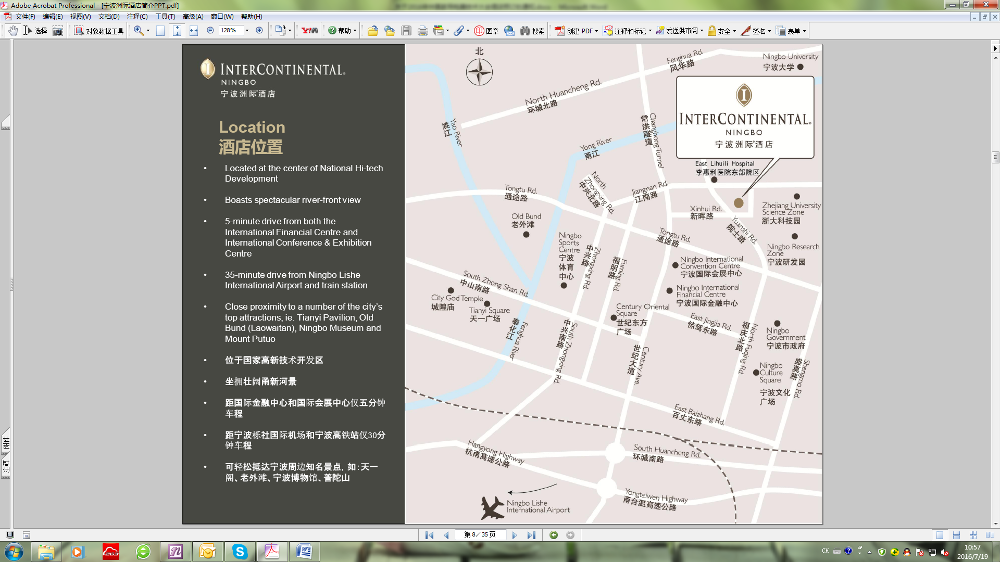 Adobe Acrobat Professional - [宁波洲际酒店简介PPT.pdf]
文件(F) 编辑(E) 视图(V) 文档(D) 注释(C) 工具(T) 高级(A) 窗口(W) 帮助(H)
选择 对象数据工具 128% Y! 帮助 图章 搜索 创建 PDF 注释和标记 发送供审阅 安全 签名 表单
INTERCONTINENTAL®
NINGBO
宁波洲际®酒店
Location
酒店位置
• Located at the center of National Hi-tech
Development
• Boasts spectacular river-front view
• 5-minute drive from both the
International Financial Centre and
International Conference & Exhibition
Centre
• 35-minute drive from Ningbo Lishe
International Airport and train station
• Close proximity to a number of the city’s
top attractions, ie. Tianyi Pavilion, Old
Bund (Laowaitan), Ningbo Museum and
Mount Putuo
• 位于国家高新技术开发区
• 坐拥壮阔甬新河景
• 距国际金融中心和国际会展中心仅五分钟
车程
• 距宁波栎社国际机场和宁波高铁站仅30分
钟车程
• 可轻松抵达宁波周边知名景点，如：天一
阁、老外滩、宁波博物馆、普陀山
北
Fenghua Rd.
风华路
Ningbo University
宁波大学
North Huancheng Rd.
环城北路
INTERCONTINENTAL®
NINGBO
宁波洲际®酒店
Yao River
姚江
Yong River
甬江
Changhong Tunnel
常洪隧道
East Lihuili Hospital
李惠利医院东部院区
Tongtu Rd.
通途路
North
Zhongxing Rd.
中兴北路
Jiangnan Rd.
江南路
Xinhui Rd.
新晖路
Zhejiang University
Science Zone
浙大科技园
Old Bund
老外滩
Yuanshi Rd.
院士路
Tongtu Rd.
通途路
Ningbo
Sports
Centre
宁波
体育
中心
Zhongxing Rd.
中兴路
Fuming Rd.
福明路
Ningbo Research
Zone
宁波研发园
Ningbo International
Convention Centre
宁波国际会展中心
South Zhong Shan Rd.
中山南路
Ningbo International
Financial Centre
宁波国际金融中心
City God Temple
城隍庙
Tianyi Square
天一广场
Century Oriental
Square
世纪东方
广场
East Jingjia Rd.
惊驾东路
Fenghua River
奉化江
South Zhongxing Rd.
中兴南路
North Fuqing Rd.
福庆北路
Ningbo
Government
宁波市政府
Century Ave.
世纪大道
Ningbo
Culture
Square
宁波文化
广场
Shengmo Rd.
盛莫路
East Baizhang Rd.
百丈东路
Hangyong Highway
杭甬高速公路
South Huancheng Rd.
环城南路
Yongtaiwen Highway
甬台温高速公路
Ningbo Lishe
International Airport
附件
注释
第 8／35 页
263
CH
10:57
2016/7/19